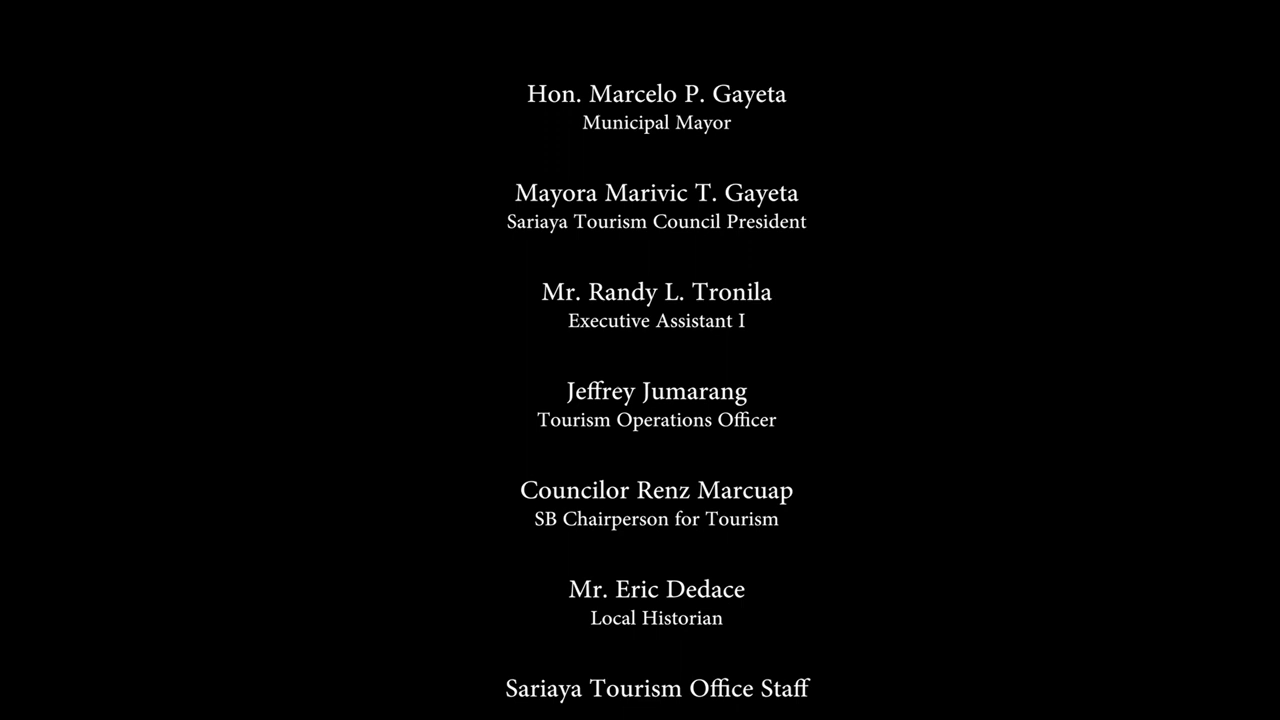 Hon. Marcelo P. Gayeta
Municipal Mayor
Mayora Marivic T. Gayeta
Sariaya Tourism Council President
Mr. Randy L. Tronila
Executive Assistant I
Jeffrey Jumarang
Tourism Operations Officer
Councilor Renz Marcuap
SB Chairperson for Tourism
Mr. Eric Dedace
Local Historian
Sariaya Tourism Office Staff